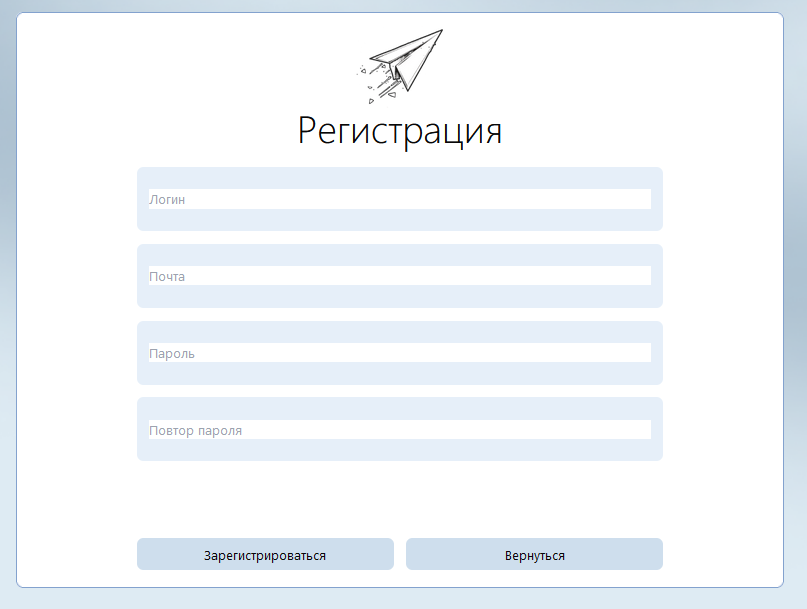 Регистрация
Логин
Почта
Пароль
Повтор пароля
Зарегистрироваться
Вернуться